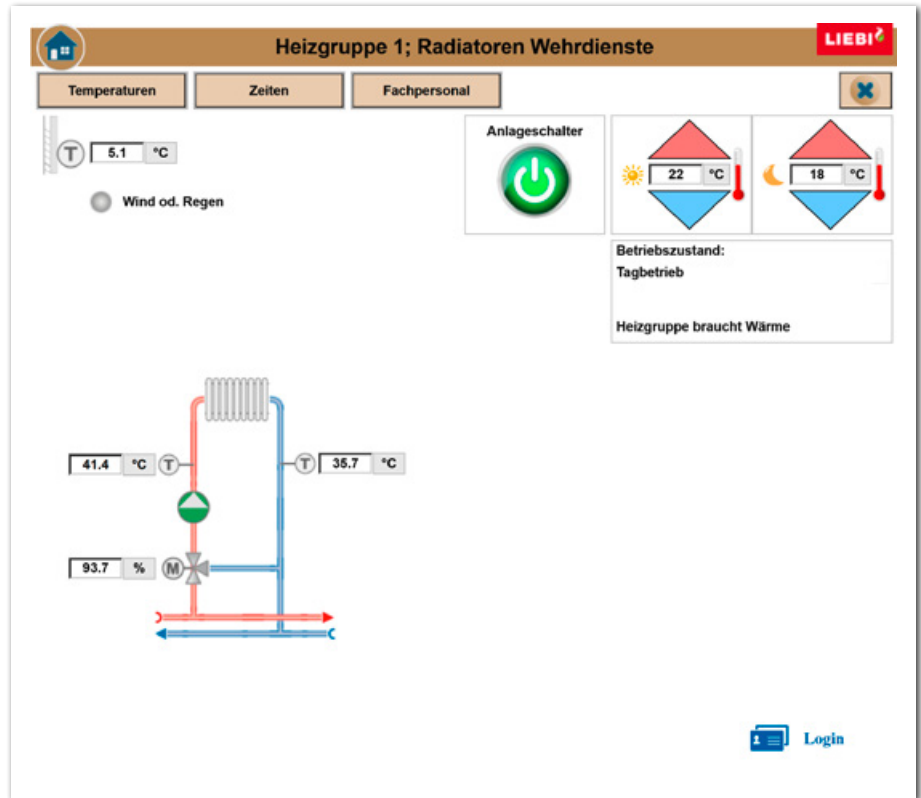 Heizgruppe 1; Radiatoren Wehrdienste
LIEBI
Temperaturen
Zeiten
Fachpersonal
T 5.1 °C
Wind od. Regen
Anlageschalter
22 °C
18 °C
Betriebszustand:
Tagbetrieb
Heizgruppe braucht Wärme
41.4 °C T
T 35.7 °C
93.7 % M
1
Login